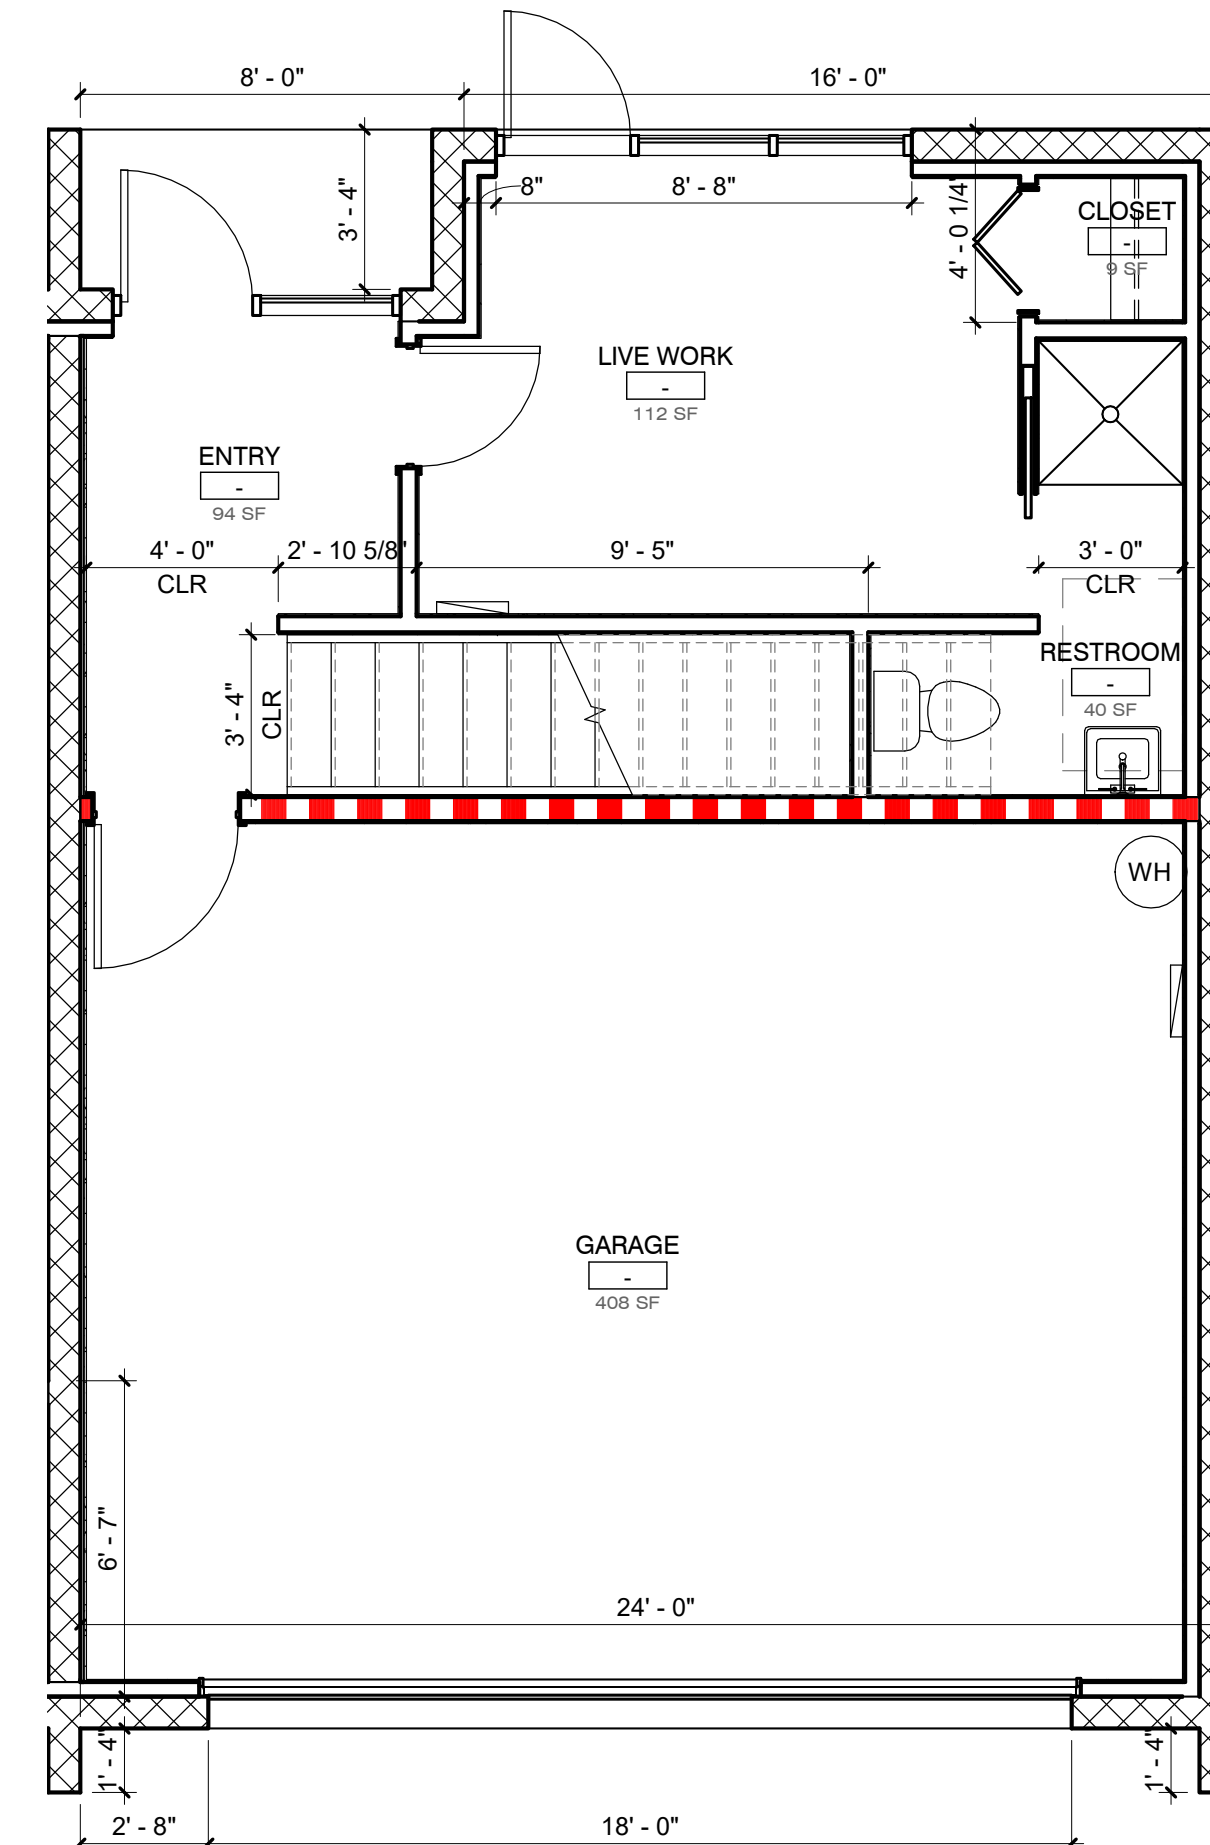 8' - 0"
16' - 0"
3' - 4"
8"
8' - 8"
4' - 0 1/4"
CLOSET
-
9 SF
LIVE WORK
-
112 SF
ENTRY
-
94 SF
4' - 0"
CLR
2' - 10 5/8"
9' - 5"
3' - 0"
CLR
3' - 4"
CLR
RESTROOM
-
40 SF
WH
GARAGE
-
408 SF
6' - 7"
24' - 0"
1' - 4"
1' - 4"
2' - 8"
18' - 0"